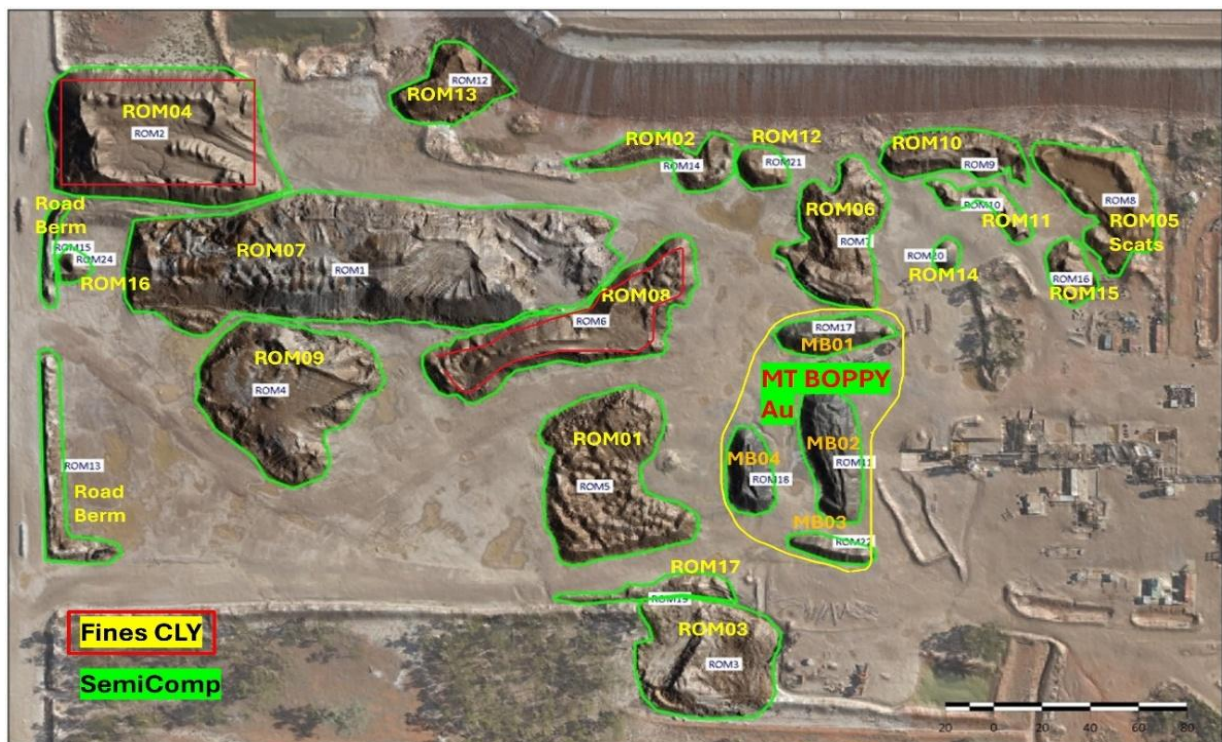 ROM12
ROM13
ROM04
ROM2
ROM02
ROM14
ROM12
ROM21
ROM10
ROM9
ROM8
ROM05
Scats
ROM10
ROM11
ROM06
ROM7
ROM20
ROM14
ROM16
ROM15
Road
Berm
ROM15
ROM24
ROM16
ROM07
ROM1
ROM08
ROM6
ROM09
ROM4
ROM17
MB01
MT BOPPY
Au
MB02
ROM11
MB04
ROM18
MB03
ROM22
ROM01
ROM5
ROM13
Road
Berm
ROM17
ROM19
ROM03
ROM3
Fines CLY
SemiComp
20 0 20 40 60 80